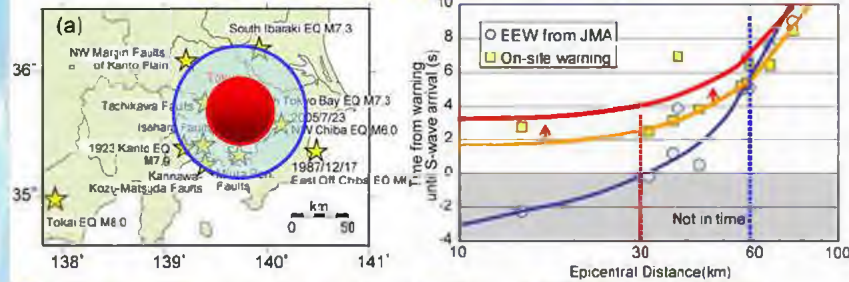 (a)
South Ibaraki EQ M7.3
NW Margin Faults
of Kanto Plain
36°
Tokyo Bay EQ M7.3
Tachikawa Faults
2005/7/23
NW Chiba EQ M6.0
Isehara Fault
1923 Kanto EQ
M7.9
1987/12/17
East Off Chiba EQ
Kannawa
Kozu-Matsuda Faults
Faults
35°
km
Tokai EQ M8.0
0 50
138° 139° 140° 141°
Time from warning
until S-wave arrival (s)
EEW from JMA
On-site warning
8
6
4
2
0
-2
-4
Not in time
10 30 60 100
Epicentral Distance(km)